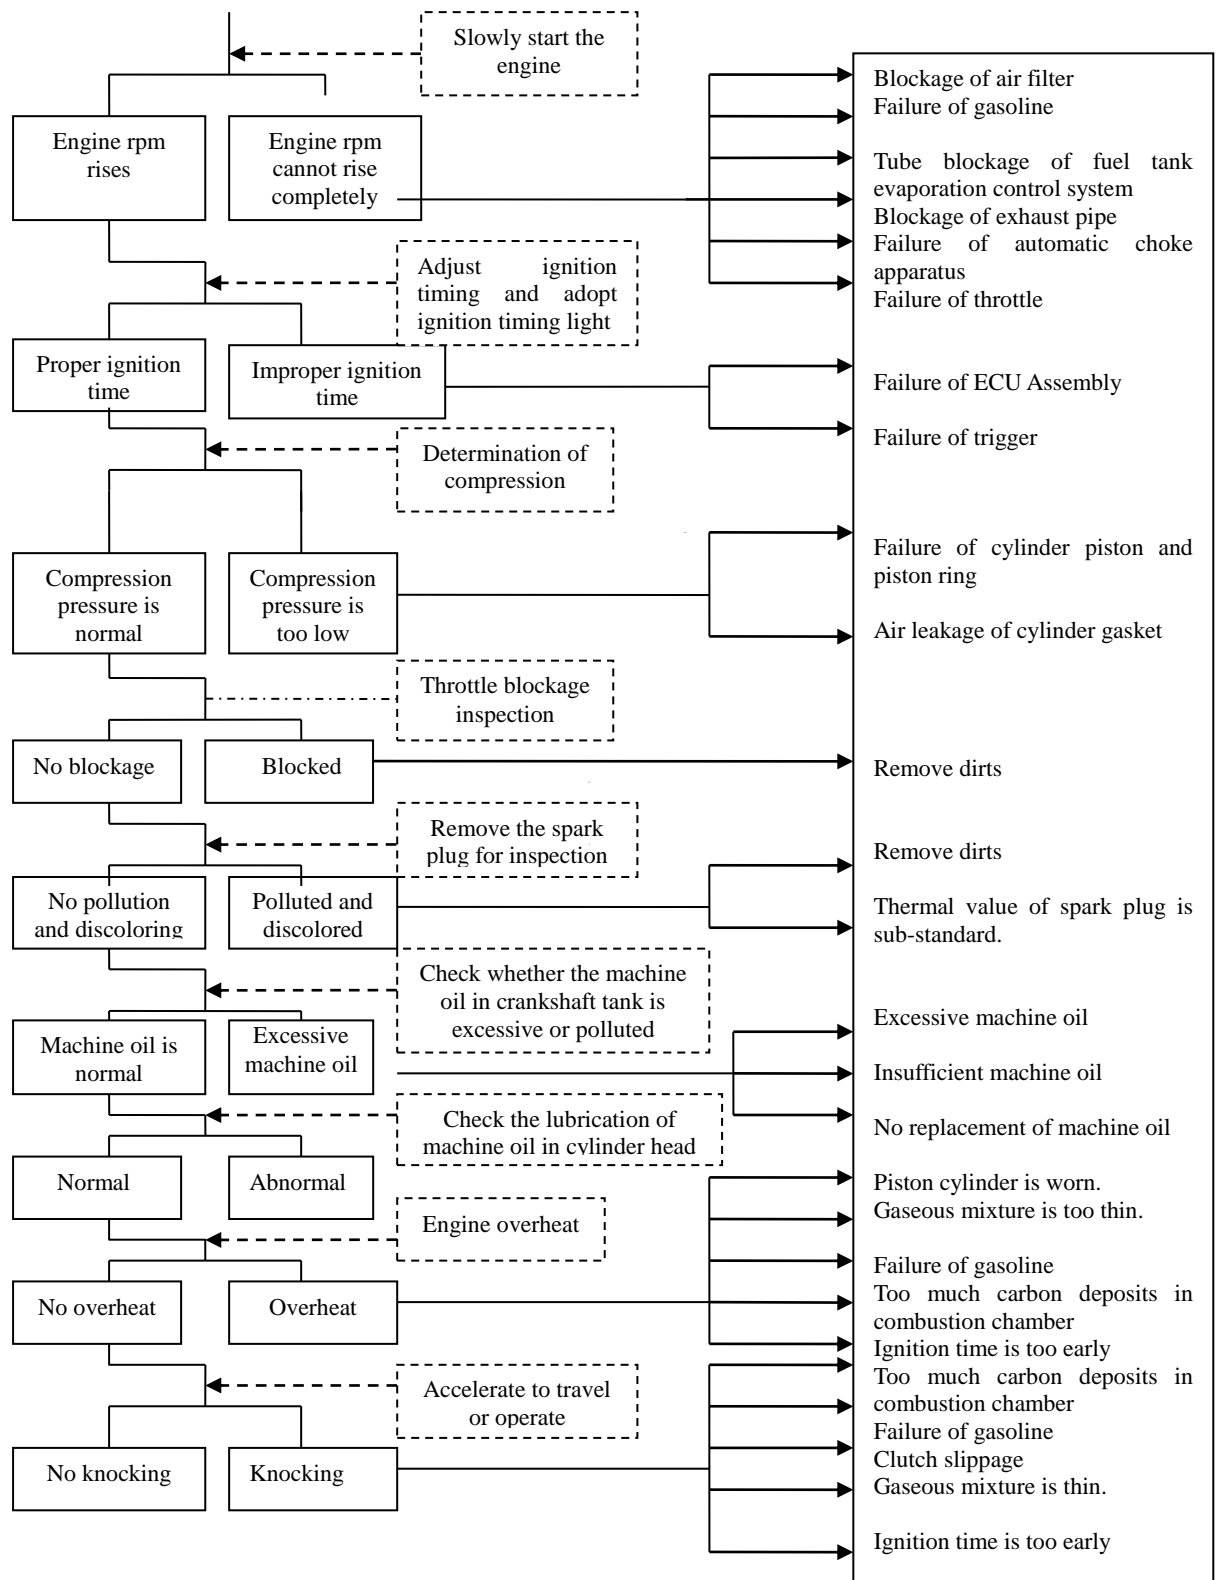 Slowly start the
engine
Blockage of air filter
Failure of gasoline
Engine rpm
rises
Engine rpm
cannot rise
completely
Tube blockage of fuel tank
evaporation control system
Blockage of exhaust pipe
Failure of automatic choke
apparatus
Failure of throttle
Adjust ignition
timing and adopt
ignition timing light
Proper ignition
time
Improper ignition
time
Failure of ECU Assembly
Failure of trigger
Determination of
compression
Compression
pressure is
normal
Compression
pressure is
too low
Failure of cylinder piston and
piston ring
Air leakage of cylinder gasket
Throttle blockage
inspection
No blockage
Blocked
Remove dirts
Remove the spark
plug for inspection
Remove dirts
No pollution
and discoloring
Polluted and
discolored
Thermal value of spark plug is
sub-standard.
Check whether the machine
oil in crankshaft tank is
excessive or polluted
Machine oil is
normal
Excessive
machine oil
Excessive machine oil
Insufficient machine oil
No replacement of machine oil
Check the lubrication of
machine oil in cylinder head
Normal
Abnormal
Piston cylinder is worn.
Gaseous mixture is too thin.
Engine overheat
No overheat
Overheat
Failure of gasoline
Too much carbon deposits in
combustion chamber
Ignition time is too early
Accelerate to travel
or operate
Too much carbon deposits in
combustion chamber
Failure of gasoline
Clutch slippage
Gaseous mixture is thin.
No knocking
Knocking
Ignition time is too early